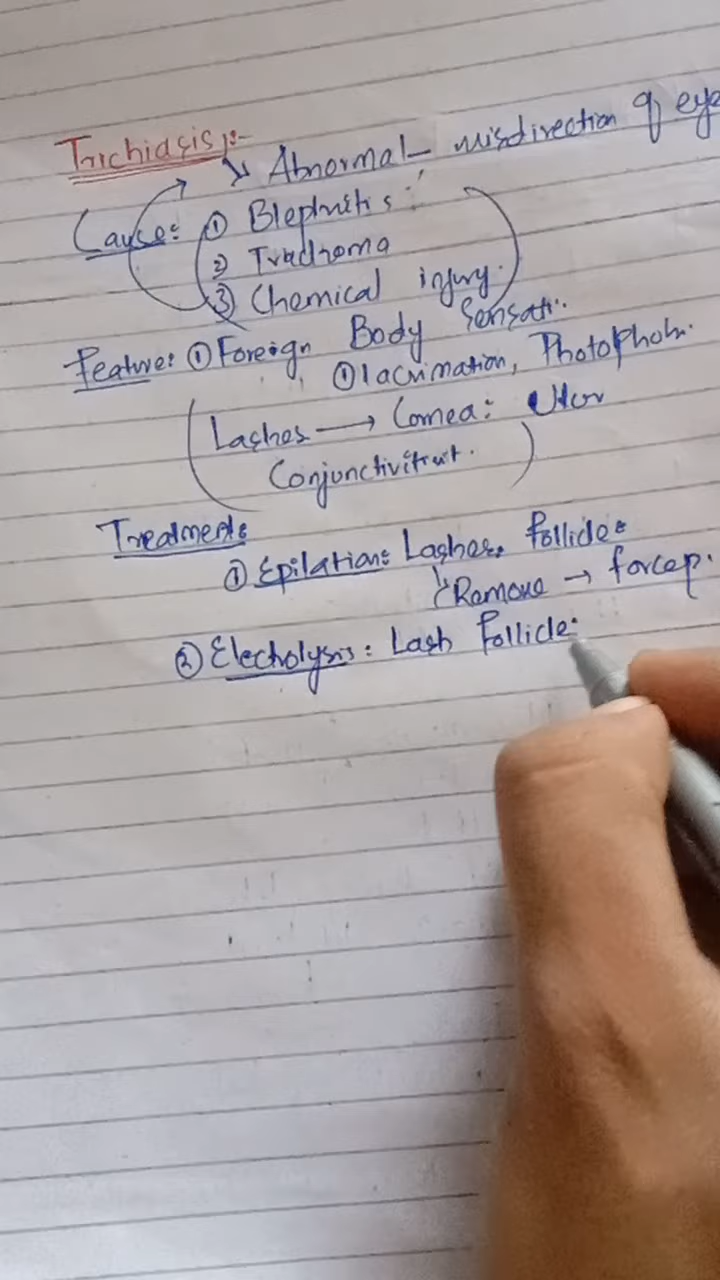 Trichiasis:-
↳ Abnormal misdirection of eye
Cause: ① Blephritis
② Trachoma
③ Chemical injury.
Feature: ① Foreign Body Sensati..
① lacrimation, Photophob.
Lashes → Cornea: Ulcer
Conjunctivitis.
Treatment:
① Epilation: Lashes. Follicle:
Remove → forcep.
② Electrolysis: Lash Follicle: